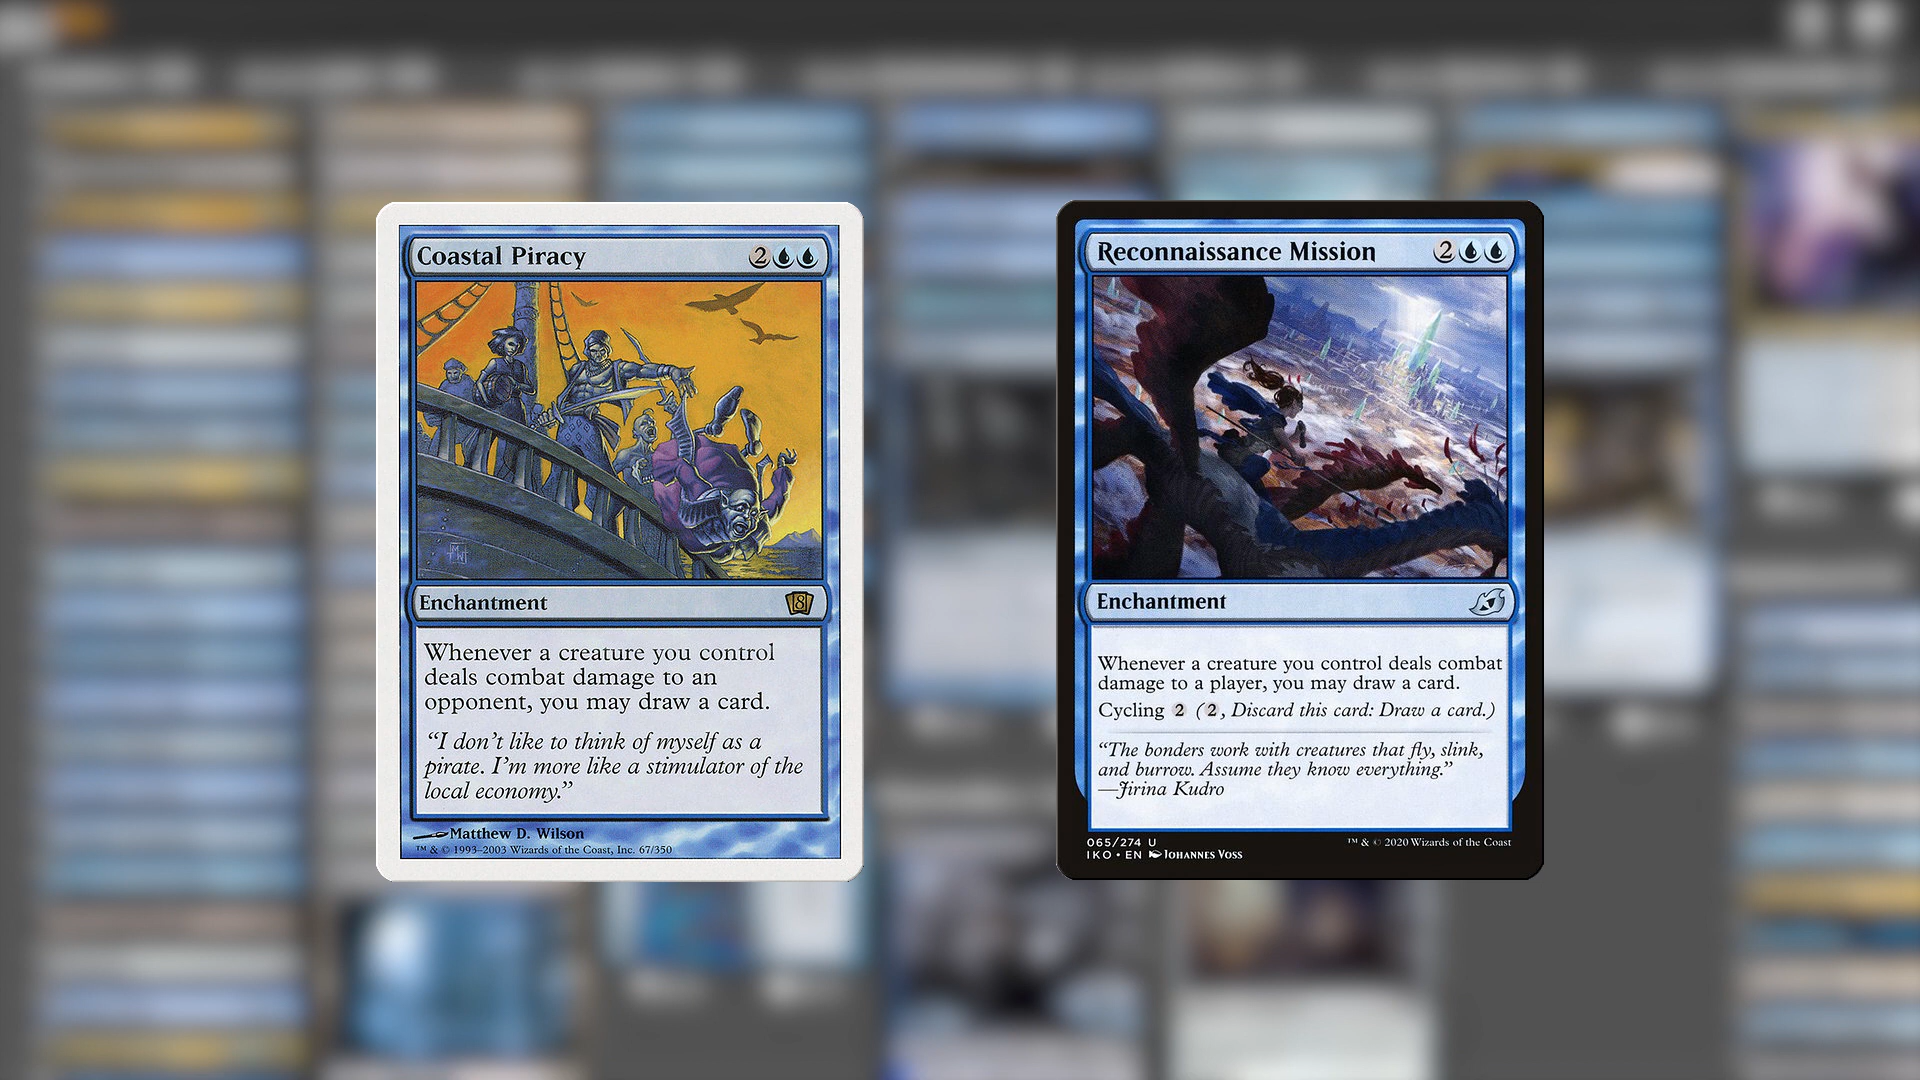 Coastal Piracy 2
Enchantment 8
Whenever a creature you control
deals combat damage to an
opponent, you may draw a card.
“I don’t like to think of myself as a
pirate. I’m more like a stimulator of the
local economy.”
Matthew D. Wilson
™ & © 1993–2003 Wizards of the Coast, Inc. 67/350
Reconnaissance Mission 2
Enchantment
Whenever a creature you control deals combat
damage to a player, you may draw a card.
Cycling 2 (2, Discard this card: Draw a card.)
“The bonders work with creatures that fly, slink,
and burrow. Assume they know everything.”
—Jirina Kudro
065/274 U
IKO • EN Johannes Voss
™ & © 2020 Wizards of the Coast